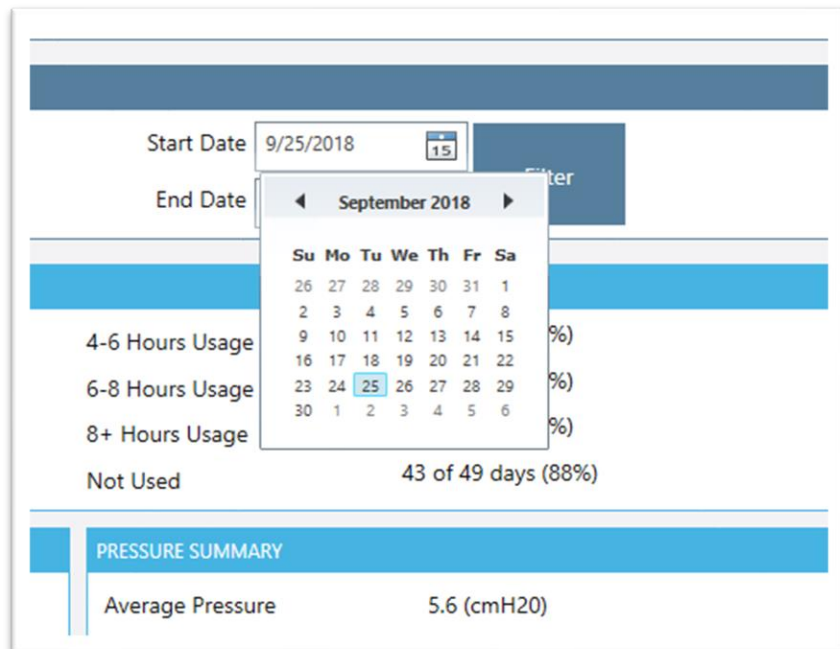 Start Date 9/25/2018 15
End Date
September 2018
Su Mo Tu We Th Fr Sa
26 27 28 29 30 31 1
2 3 4 5 6 7 8
9 10 11 12 13 14 15
16 17 18 19 20 21 22
23 24 25 26 27 28 29
30 1 2 3 4 5 6
4-6 Hours Usage %)
6-8 Hours Usage %)
8+ Hours Usage %)
Not Used 43 of 49 days (88%)
PRESSURE SUMMARY
Average Pressure 5.6 (cmH20)